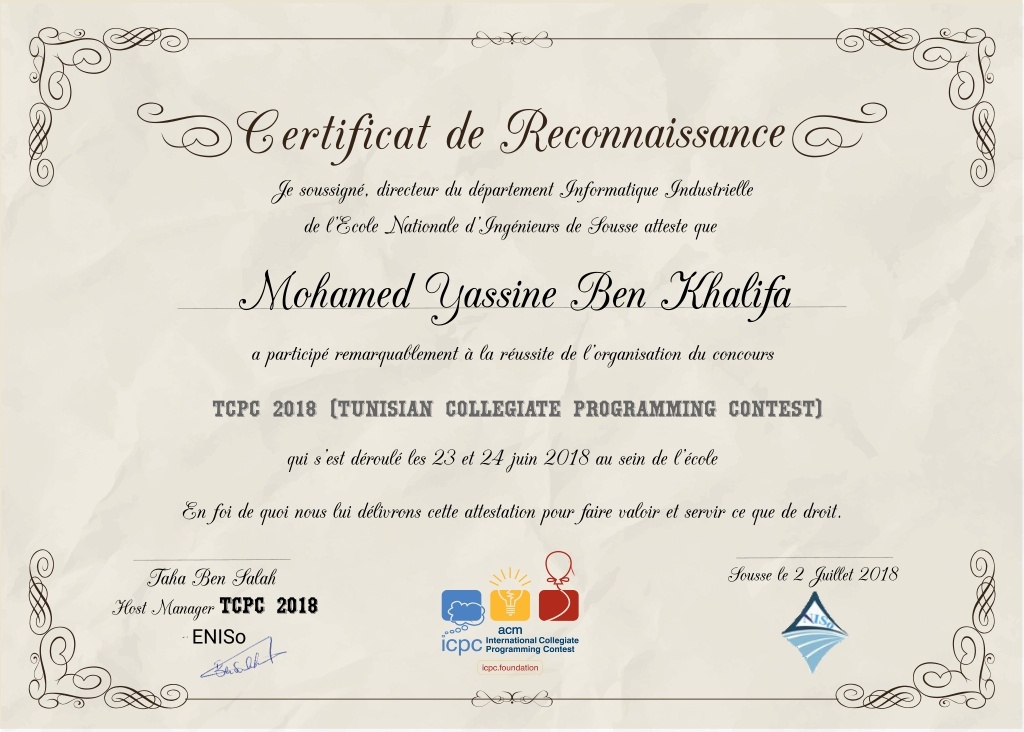 Certificat de Reconnaissance
Je soussigné, directeur du département Informatique Industrielle
de l'Ecole Nationale d'Ingénieurs de Sousse atteste que
Mohamed Yassine Ben Khalifa
a participé remarquablement à la réussite de l'organisation du concours
TCPC 2018 (TUNISIAN COLLEGIATE PROGRAMMING CONTEST)
qui s'est déroulé les 23 et 24 juin 2018 au sein de l'école
En foi de quoi nous lui délivrons cette attestation pour faire valoir et servir ce que de droit.
Taha Ben Salah
Host Manager TCPC 2018
ENISo
BenSalah
icpc
acm
International Collegiate
Programming Contest
icpc.foundation
Sousse le 2 Juillet 2018
ENISo